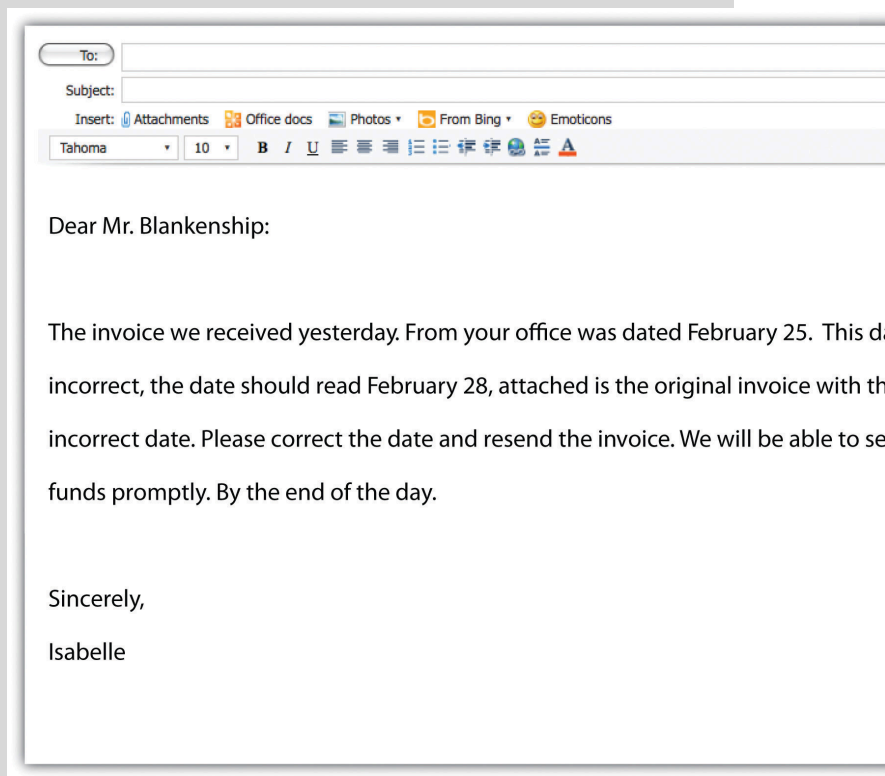 To:
Subject:
Insert: Attachments Office docs Photos From Bing Emoticons
Tahoma 10 B I U A
Dear Mr. Blankenship:
The invoice we received yesterday. From your office was dated February 25. This
incorrect, the date should read February 28, attached is the original invoice with
incorrect date. Please correct the date and resend the invoice. We will be able to
funds promptly. By the end of the day.
Sincerely,
Isabelle